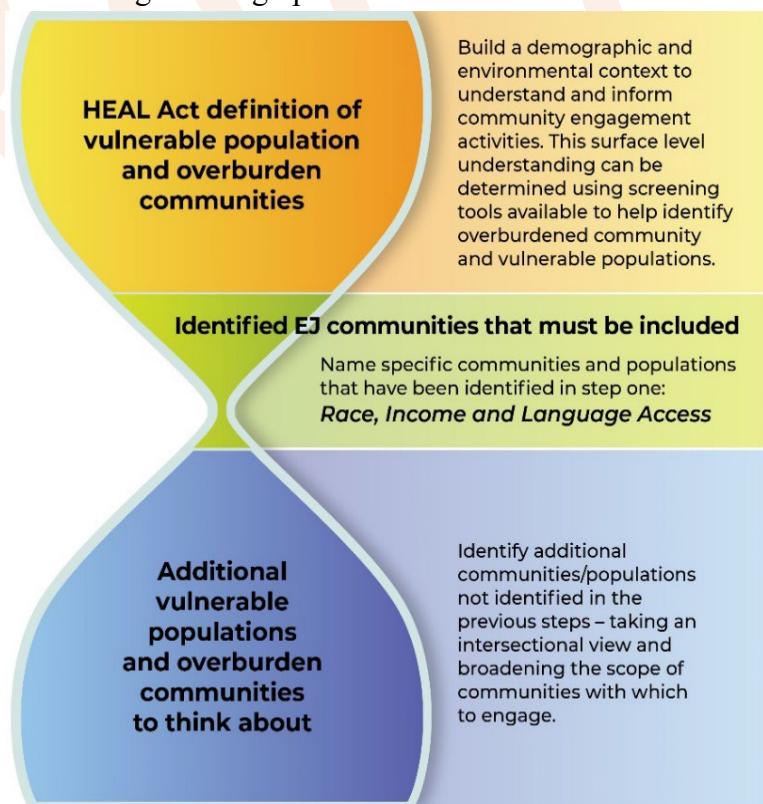 HEAL Act definition of
vulnerable population
and overburden
communities
Build a demographic and
environmental context to
understand and inform
community engagement
activities. This surface level
understanding can be
determined using screening
tools available to help identify
overburdened community
and vulnerable populations.
Identified EJ communities that must be included
Name specific communities and populations
that have been identified in step one:
Race, Income and Language Access
Additional
vulnerable
populations
and overburden
communities
to think about
Identify additional
communities/populations
not identified in the
previous steps – taking an
intersectional view and
broadening the scope of
communities with which
to engage.